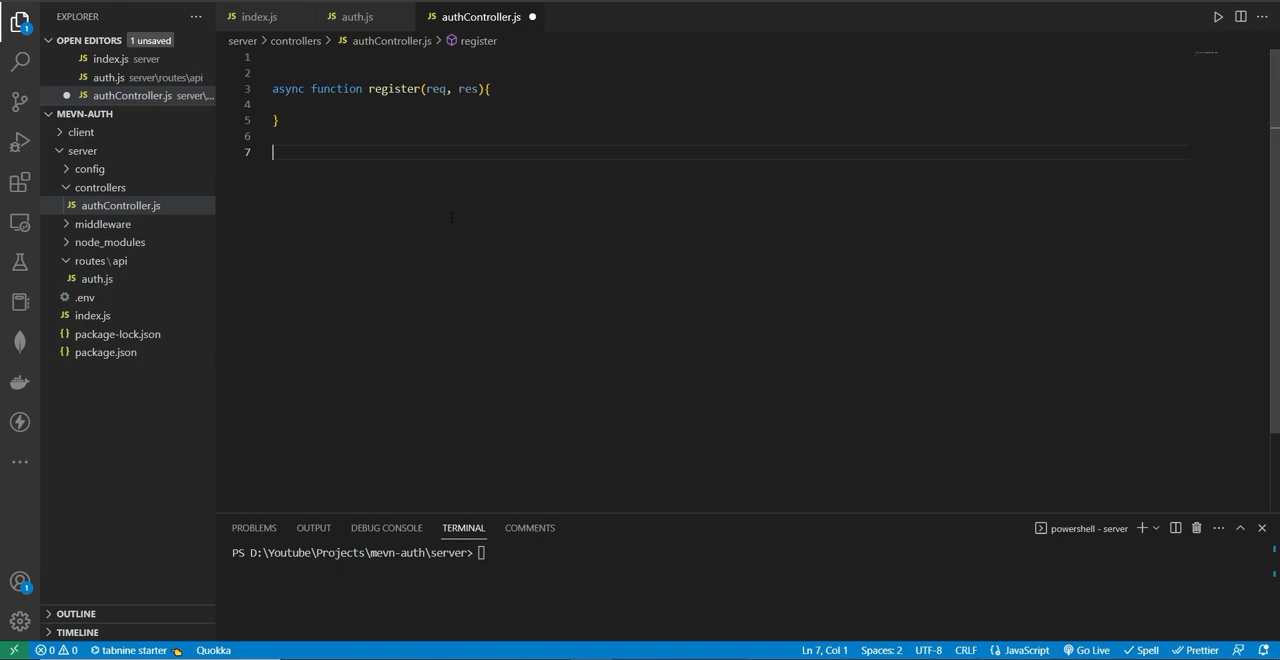 EXPLORER
OPEN EDITORS 1 unsaved
JS index.js server
JS auth.js server\routes\api
JS authController.js server\...
MEVN-AUTH
client
server
config
controllers
JS authController.js
middleware
node_modules
routes\api
JS auth.js
.env
JS index.js
{} package-lock.json
{} package.json
OUTLINE
TIMELINE
JS index.js JS auth.js JS authController.js
server > controllers > JS authController.js > register
1
2
3 async function register(req, res){
4
5 }
6
7
PROBLEMS OUTPUT DEBUG CONSOLE TERMINAL COMMENTS
powershell - server
PS D:\Youtube\Projects\mevn-auth\server>
1
1
0 0 tabnine starter Quokka Ln 7, Col 1 Spaces: 2 UTF-8 CRLF {} JavaScript Go Live Spell Prettier